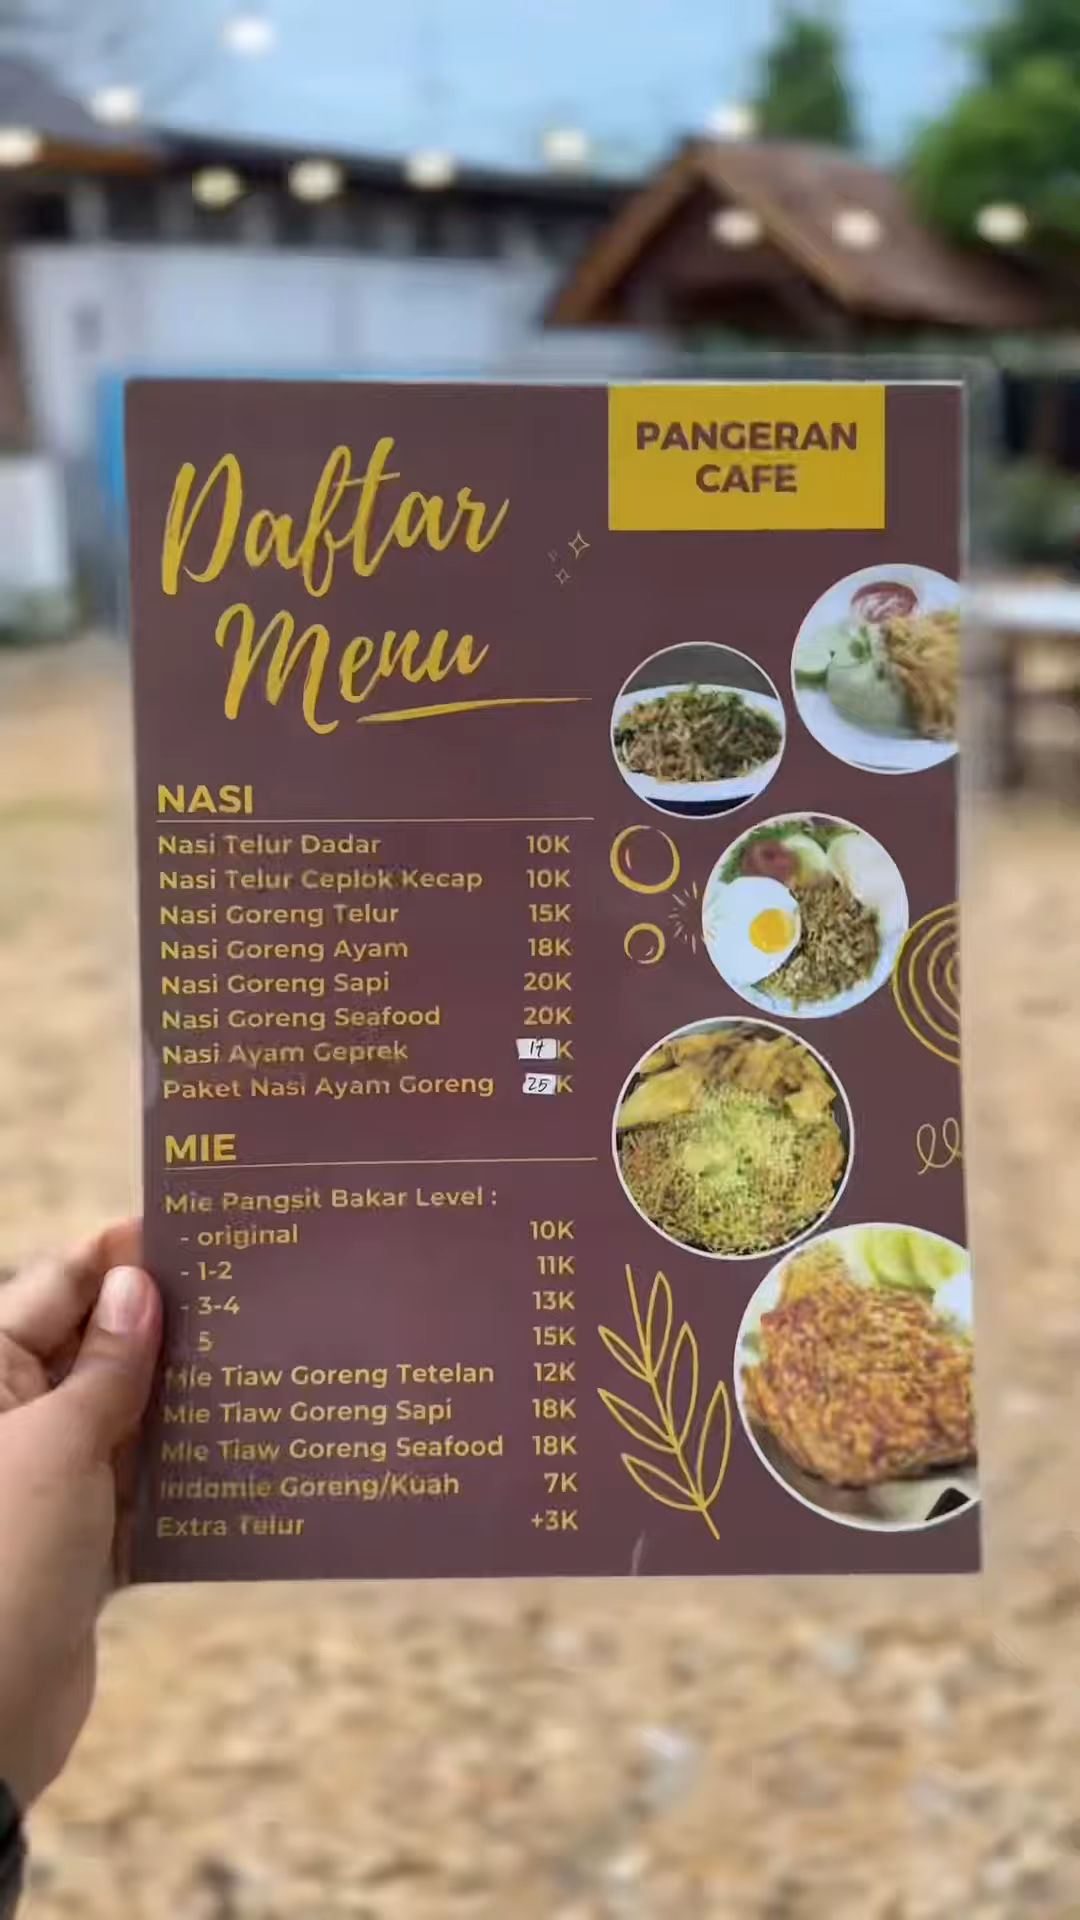 PANGERAN
CAFE
Daftar
Menu
NASI
Nasi Telur Dadar 10K
Nasi Telur Ceplok Kecap 10K
Nasi Goreng Telur 15K
Nasi Goreng Ayam 18K
Nasi Goreng Sapi 20K
Nasi Goreng Seafood 20K
Nasi Ayam Geprek 17 K
Paket Nasi Ayam Goreng 25 K
MIE
Mie Pangsit Bakar Level :
- original 10K
- 1-2 11K
- 3-4 13K
5 15K
Mie Tiaw Goreng Tetelan 12K
Mie Tiaw Goreng Sapi 18K
Mie Tiaw Goreng Seafood 18K
Indomie Goreng/Kuah 7K
Extra Telur +3K